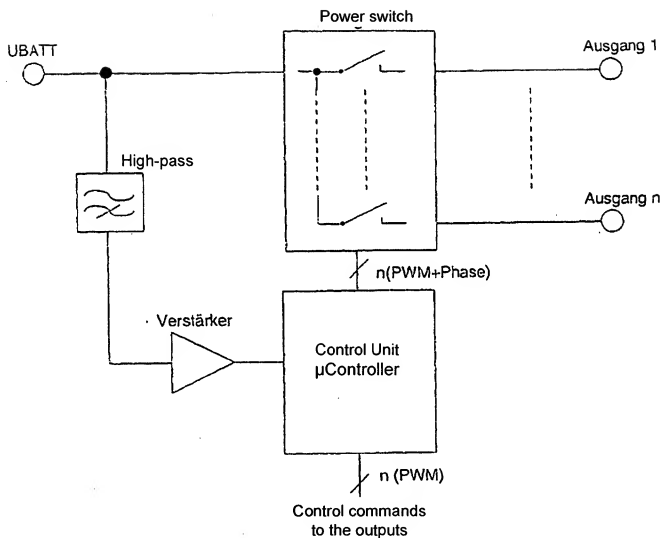 Power switch
UBATT
Ausgang 1
High-pass
Ausgang n
n(PWM+Phase)
Verstärker
Control Unit
µController
n (PWM)
Control commands
to the outputs